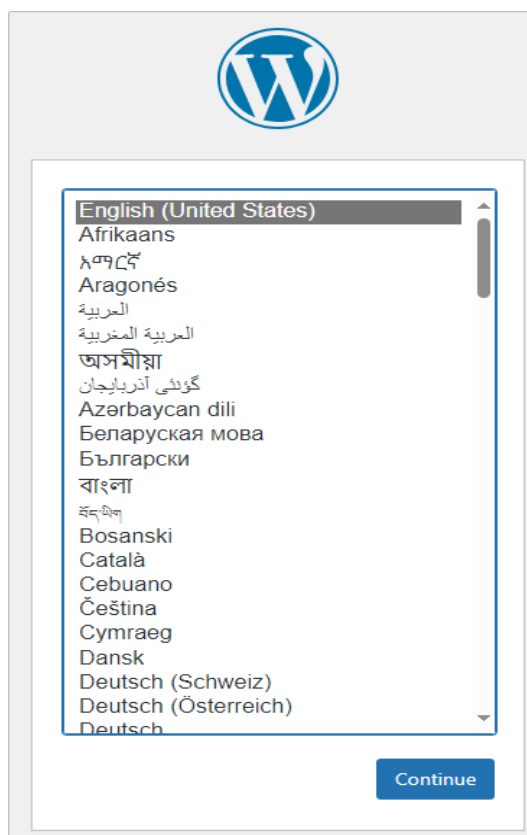 English (United States)
Afrikaans
አማርኛ
Aragonés
العربية
العربية المغربية
অসমীয়া
گؤنئی آذربایجان
Azərbaycan dili
Беларуская мова
Български
বাংলা
བོད་ཡིག
Bosanski
Català
Cebuano
Čeština
Cymraeg
Dansk
Deutsch (Schweiz)
Deutsch (Österreich)
Deutsch
Continue